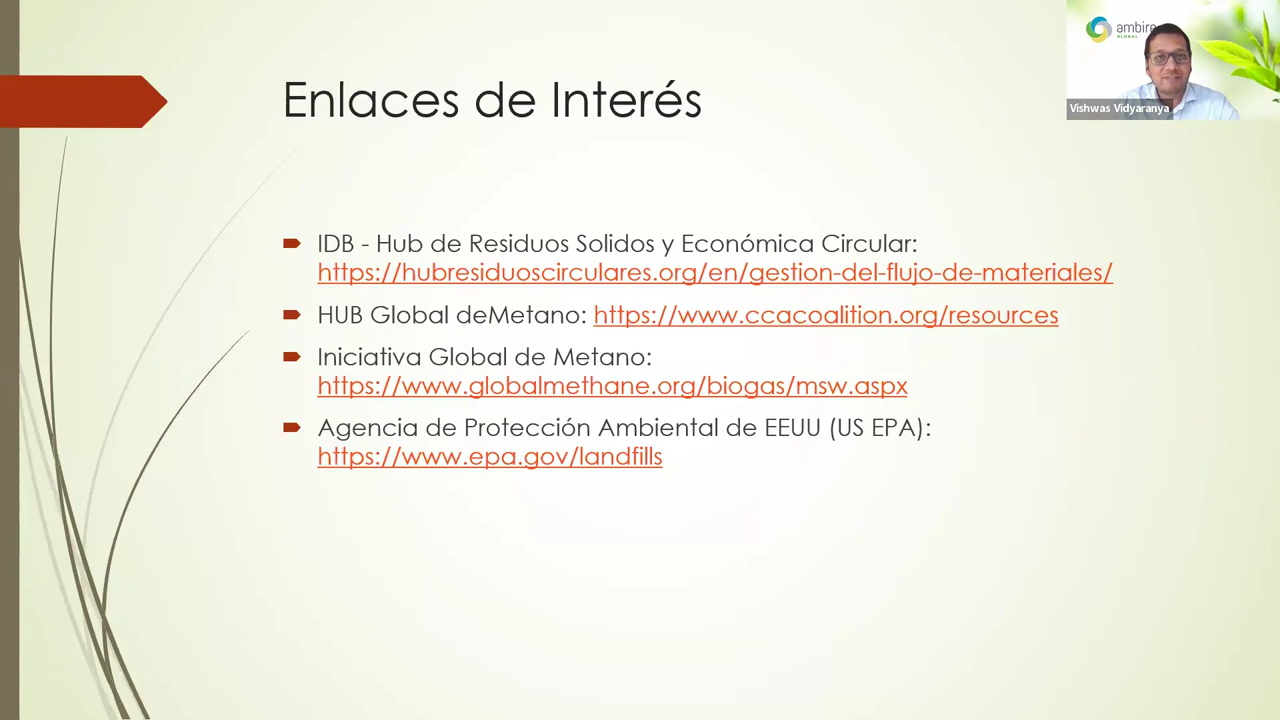 Enlaces de Interés
ambire
GLOBAL
Vishwas Vidyaranya
IDB - Hub de Residuos Solidos y Económica Circular:
https://hubresiduoscirculares.org/en/gestion-del-flujo-de-materiales/
HUB Global deMetano: https://www.ccacoalition.org/resources
Iniciativa Global de Metano:
https://www.globalmethane.org/biogas/msw.aspx
Agencia de Protección Ambiental de EEUU (US EPA):
https://www.epa.gov/landfills